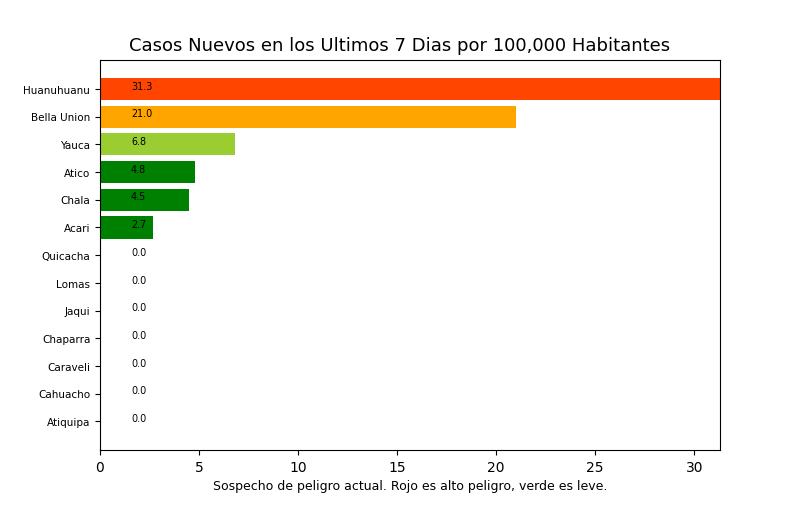 Casos Nuevos en los Ultimos 7 Dias por 100,000 Habitantes
Huanuhuanu 31.3
Bella Union 21.0
Yauca 6.8
Atico 4.8
Chala 4.5
Acari 2.7
Quicacha 0.0
Lomas 0.0
Jaqui 0.0
Chaparra 0.0
Caraveli 0.0
Cahuacho 0.0
Atiquipa 0.0
0 5 10 15 20 25 30
Sospecho de peligro actual. Rojo es alto peligro, verde es leve.